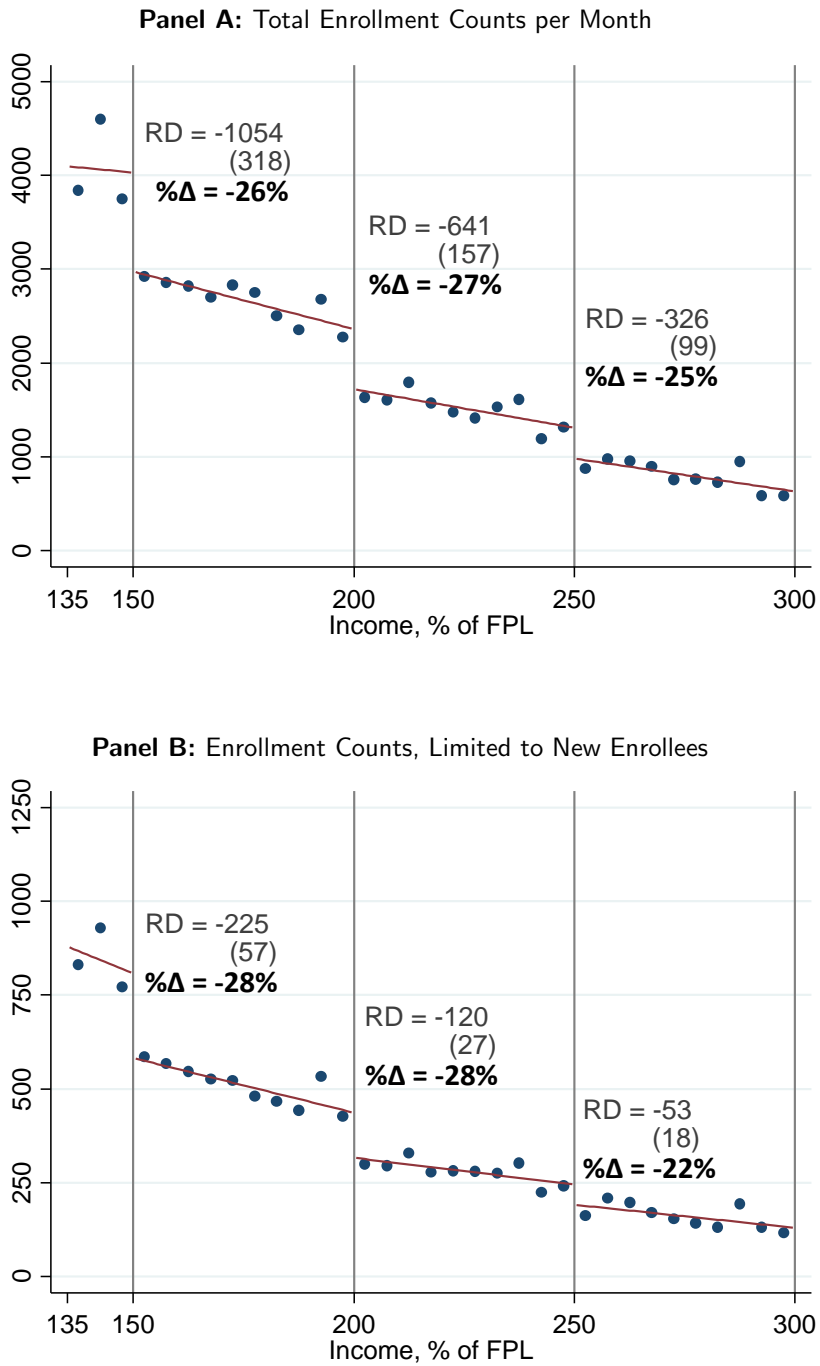 Panel A: Total Enrollment Counts per Month
5000
4000
3000
2000
1000
0
RD = -1054
(318)
%Δ = -26%
RD = -641
(157)
%Δ = -27%
RD = -326
(99)
%Δ = -25%
135 150 200 250 300
Income, % of FPL
Panel B: Enrollment Counts, Limited to New Enrollees
1250
1000
750
500
250
0
RD = -225
(57)
%Δ = -28%
RD = -120
(27)
%Δ = -28%
RD = -53
(18)
%Δ = -22%
135 150 200 250 300
Income, % of FPL